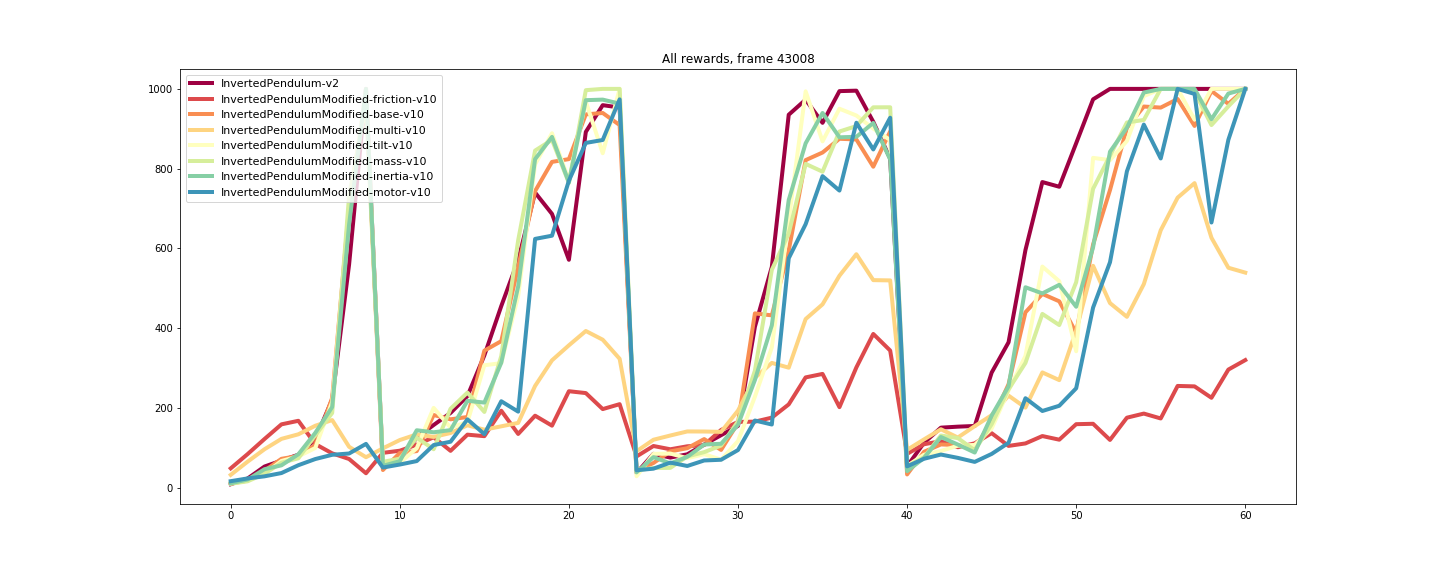 All rewards, frame 43008
1000
800
600
400
200
0
InvertedPendulum-v2
InvertedPendulumModified-friction-v10
InvertedPendulumModified-base-v10
InvertedPendulumModified-multi-v10
InvertedPendulumModified-tilt-v10
InvertedPendulumModified-mass-v10
InvertedPendulumModified-inertia-v10
InvertedPendulumModified-motor-v10
0 10 20 30 40 50 60